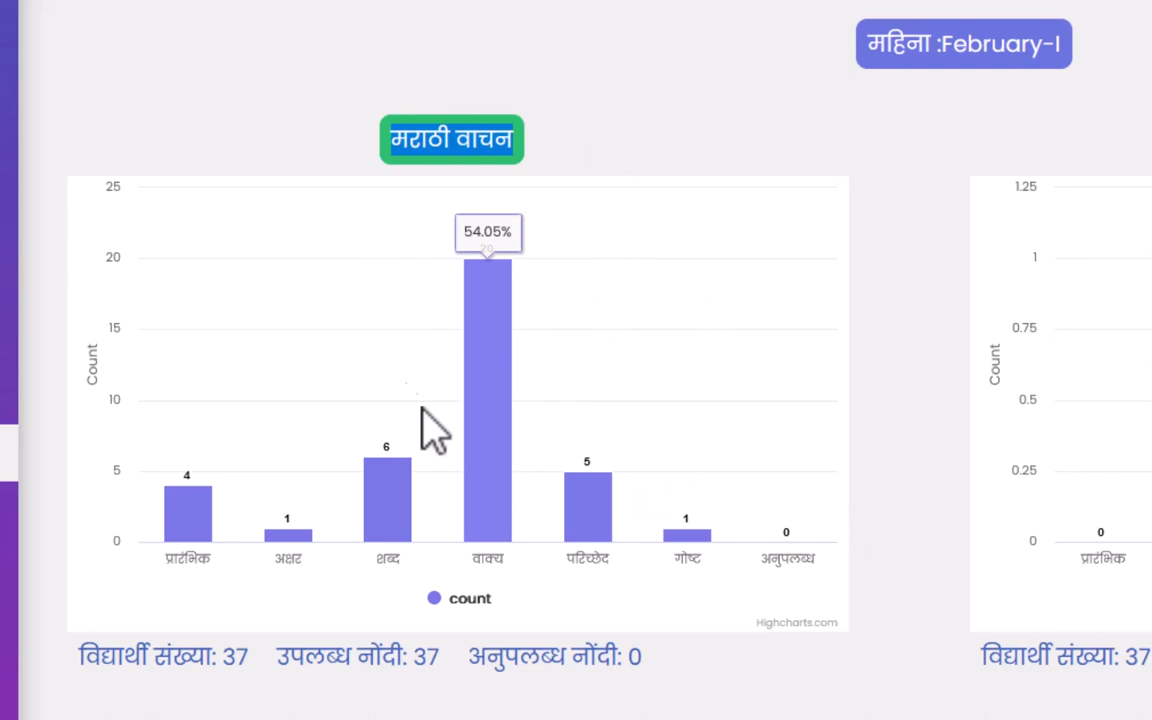 महिना :February-I
मराठी वाचन
25
20
15
10
5
0
Count
54.05%
20
4
1
6
5
1
0
प्रारंभिक
अक्षर
शब्द
वाक्य
परिच्छेद
गोष्ट
अनुपलब्ध
count
Highcharts.com
विद्यार्थी संख्या: 37 उपलब्ध नोंदी: 37 अनुपलब्ध नोंदी: 0
1.25
1
0.75
0.5
0.25
0
Count
0
प्रारंभिक
विद्यार्थी संख्या: 37